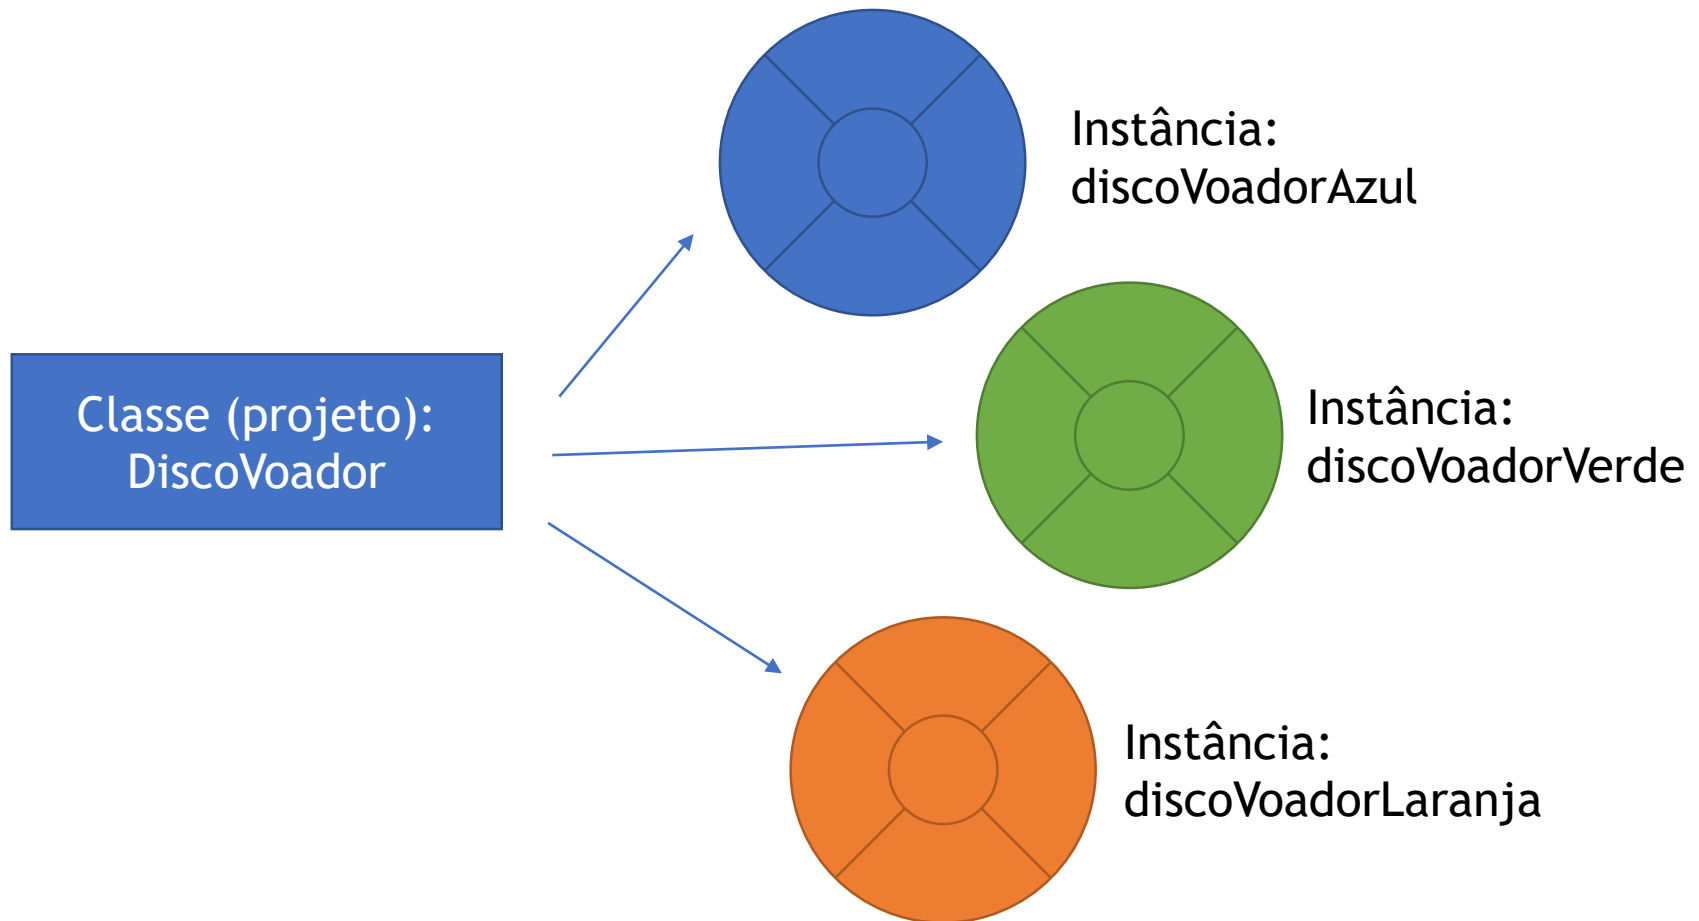 Instância:
discoVoadorAzul
Classe (projeto):
DiscoVoador
Instância:
discoVoadorVerde
Instância:
discoVoadorLaranja